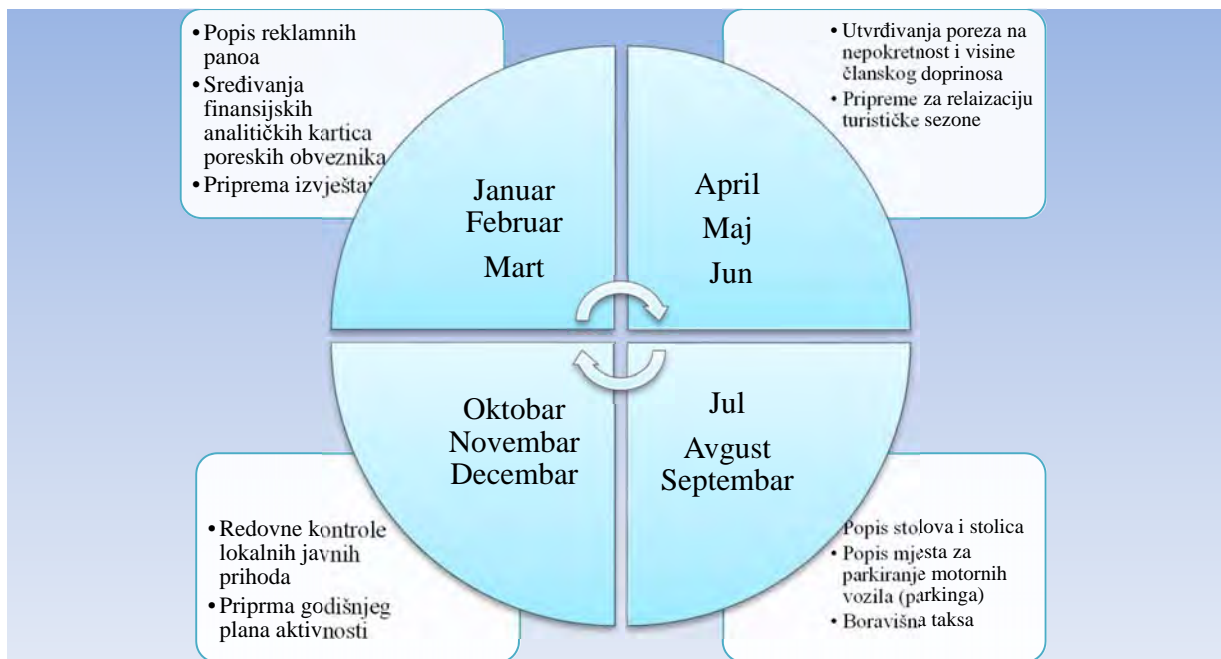 • Popis reklamnih
panoa
• Sređivanja
finansijskih
analitičkih kartica
poreskih obveznika
• Priprema
Januar
Februar
Mart
• Utvrđivanja poreza na
nepokretnost i visine
članskog doprinosa
• Pripreme za relaizaciju
turističke sezone
April
Maj
Jun
Oktobar
Novembar
Decembar
• Redovne kontrole
lokalnih javnih
prihoda
• Priprma godišnjeg
plana aktivnosti
Jul
Avgust
Septembar
Popis stolova i stolica
• Popis mjesta za
parkiranje motornih
vozila (parkinga)
• Boravišna taksa